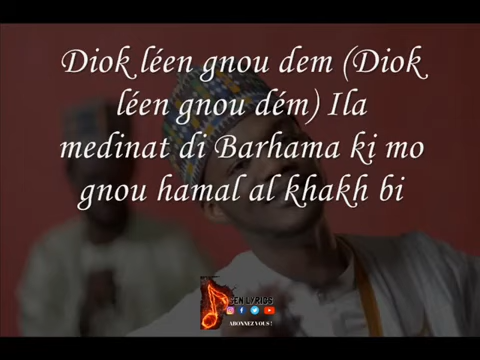 Diok léen gnou dem (Diok
léen gnou dém) Ila
medinat di Barhama ki mo
gnou hamal al khakh bi
SEN LYRICS
ABONNEZ VOUS !